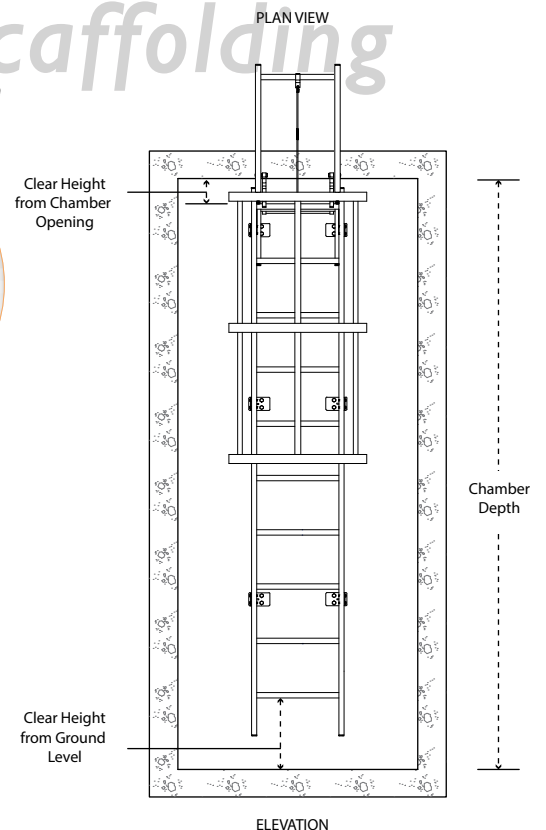 caffolding
PLAN VIEW
Clear Height
from Chamber
Opening
Chamber
Depth
Clear Height
from Ground
Level
ELEVATION